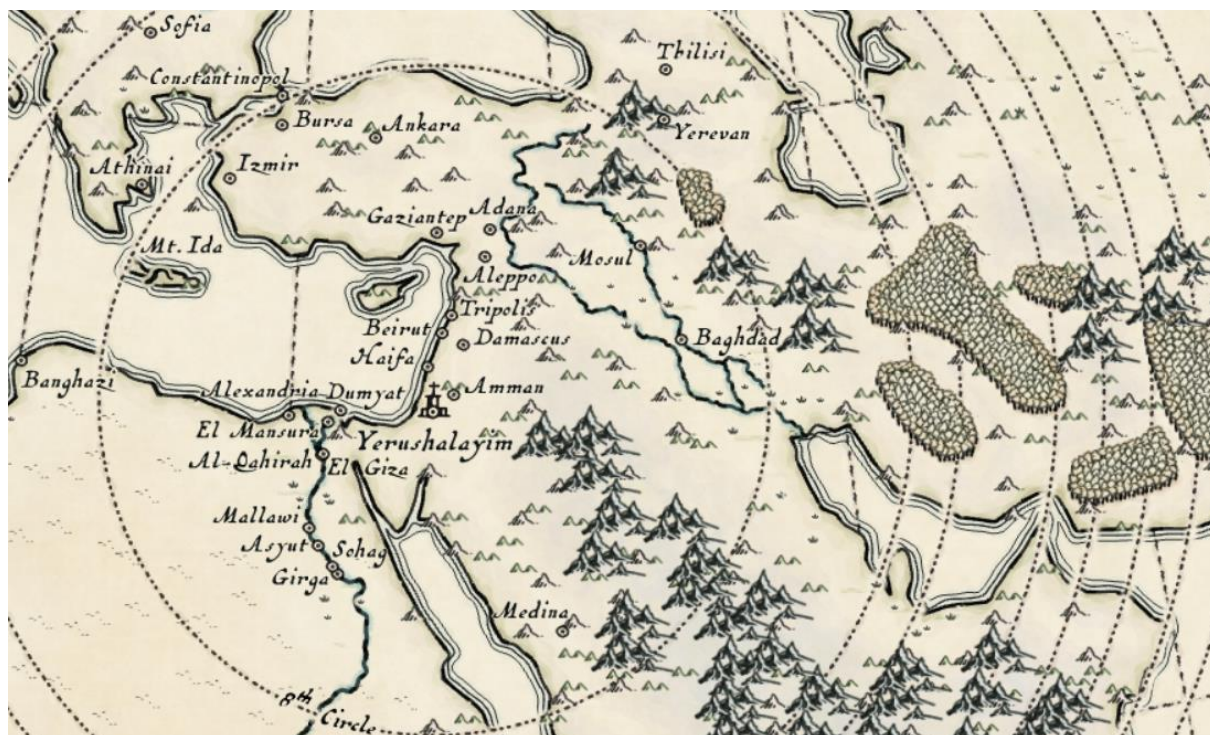 Sofia
Tbilisi
Constantinopol
Bursa
Ankara
Yerevan
Athinai
Izmir
Gaziantep
Adana
Mt. Ida
Mosul
Aleppo
Tripolis
Beirut
Damascus
Baghdad
Haifa
Banghazi
Alexandria
Dumyat
Amman
El Mansura
Yerushalayim
Al-Qahirah
El Giza
Mallawi
Asyut
Sohag
Girga
Medina
8th Circle